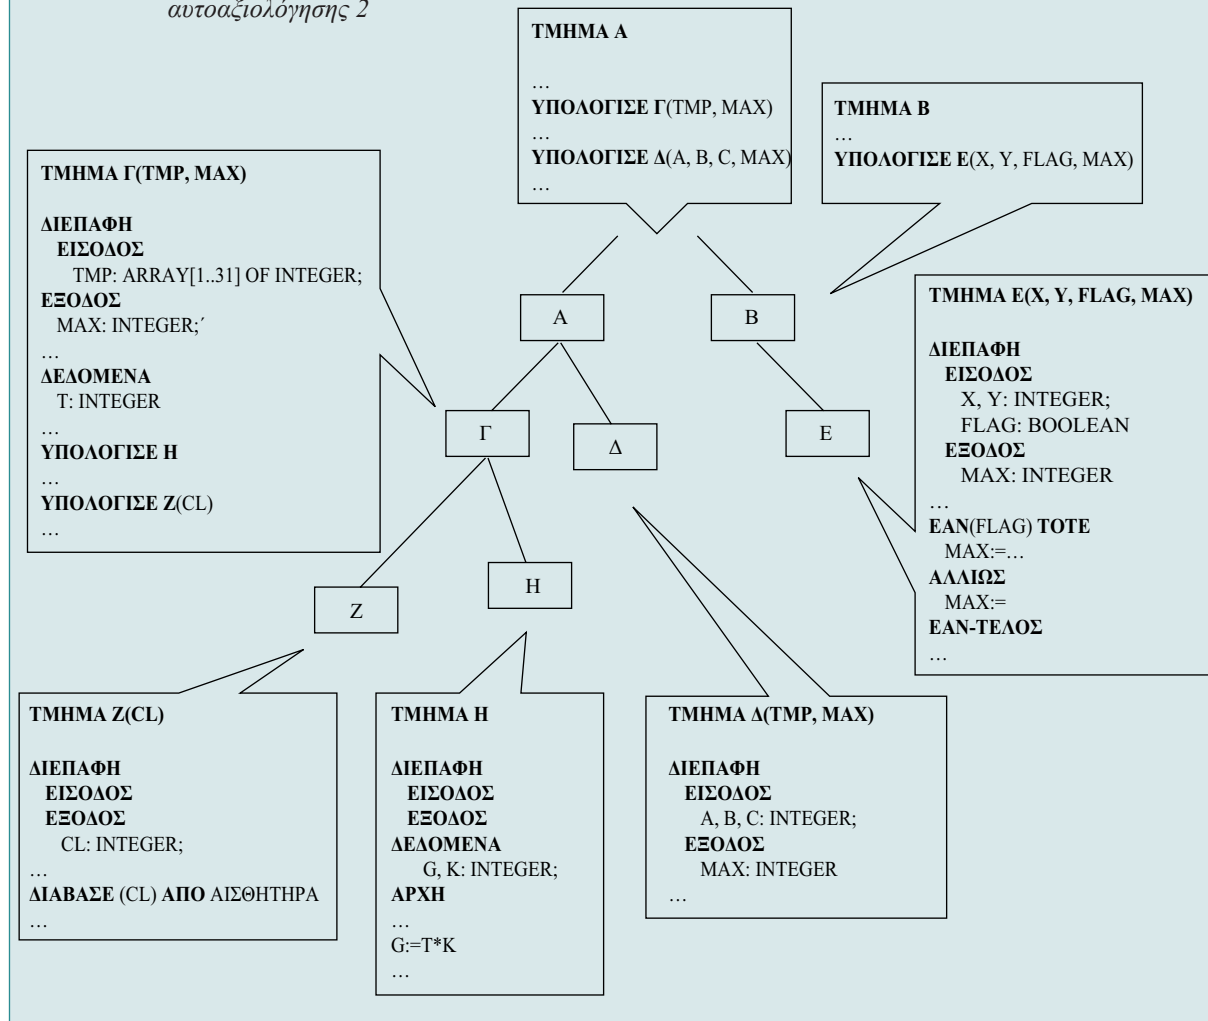 αυτοαξιολόγησης 2
ΤΜΗΜΑ Α
…
ΥΠΟΛΟΓΙΣΕ Γ(TMP, MAX)
…
ΥΠΟΛΟΓΙΣΕ Δ(A, B, C, MAX)
…
ΤΜΗΜΑ Β
…
ΥΠΟΛΟΓΙΣΕ Ε(X, Y, FLAG, MAX)
ΤΜΗΜΑ Γ(TMP, MAX)
ΔΙΕΠΑΦΗ
ΕΙΣΟΔΟΣ
TMP: ARRAY[1..31] OF INTEGER;
ΕΞΟΔΟΣ
MAX: INTEGER;΄
…
ΔΕΔΟΜΕΝΑ
T: INTEGER
…
ΥΠΟΛΟΓΙΣΕ Η
…
ΥΠΟΛΟΓΙΣΕ Ζ(CL)
…
ΤΜΗΜΑ Ε(X, Y, FLAG, MAX)
ΔΙΕΠΑΦΗ
ΕΙΣΟΔΟΣ
X, Y: INTEGER;
FLAG: BOOLEAN
ΕΞΟΔΟΣ
MAX: INTEGER
…
ΕΑΝ(FLAG) ΤΟΤΕ
MAX:=…
ΑΛΛΙΩΣ
MAX:=
ΕΑΝ-ΤΕΛΟΣ
…
Α
Β
Γ
Δ
Ε
Ζ
Η
ΤΜΗΜΑ Ζ(CL)
ΔΙΕΠΑΦΗ
ΕΙΣΟΔΟΣ
ΕΞΟΔΟΣ
CL: INTEGER;
…
ΔΙΑΒΑΣΕ (CL) ΑΠΟ ΑΙΣΘΗΤΗΡΑ
…
ΤΜΗΜΑ Η
ΔΙΕΠΑΦΗ
ΕΙΣΟΔΟΣ
ΕΞΟΔΟΣ
ΔΕΔΟΜΕΝΑ
G, K: INTEGER;
ΑΡΧΗ
…
G:=T*K
…
ΤΜΗΜΑ Δ(TMP, MAX)
ΔΙΕΠΑΦΗ
ΕΙΣΟΔΟΣ
A, B, C: INTEGER;
ΕΞΟΔΟΣ
MAX: INTEGER
…